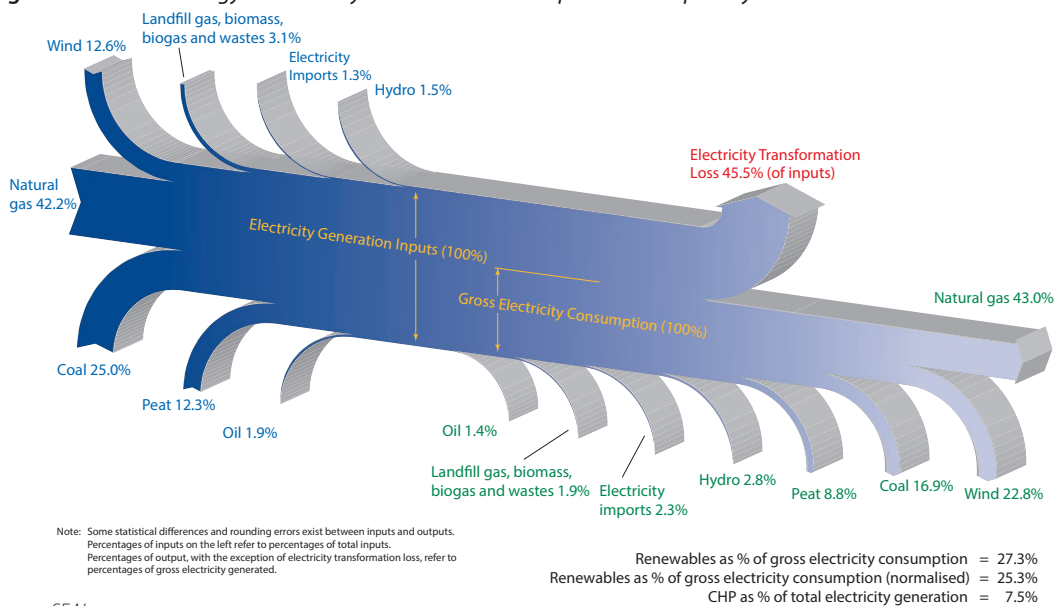 Landfill gas, biomass,
biogas and wastes 3.1%
Wind 12.6%
Electricity
Imports 1.3%
Hydro 1.5%
Electricity Transformation
Loss 45.5% (of inputs)
Natural
gas 42.2%
Electricity Generation Inputs (100%)
Gross Electricity Consumption (100%)
Natural gas 43.0%
Coal 25.0%
Peat 12.3%
Oil 1.9%
Oil 1.4%
Landfill gas, biomass,
biogas and wastes 1.9%
Electricity
imports 2.3%
Hydro 2.8%
Peat 8.8%
Coal 16.9%
Wind 22.8%
Note: Some statistical differences and rounding errors exist between inputs and outputs.
Percentages of inputs on the left refer to percentages of total inputs.
Percentages of output, with the exception of electricity transformation loss, refer to
percentages of gross electricity generated.
Renewables as % of gross electricity consumption = 27.3%
Renewables as % of gross electricity consumption (normalised) = 25.3%
CHP as % of total electricity generation = 7.5%